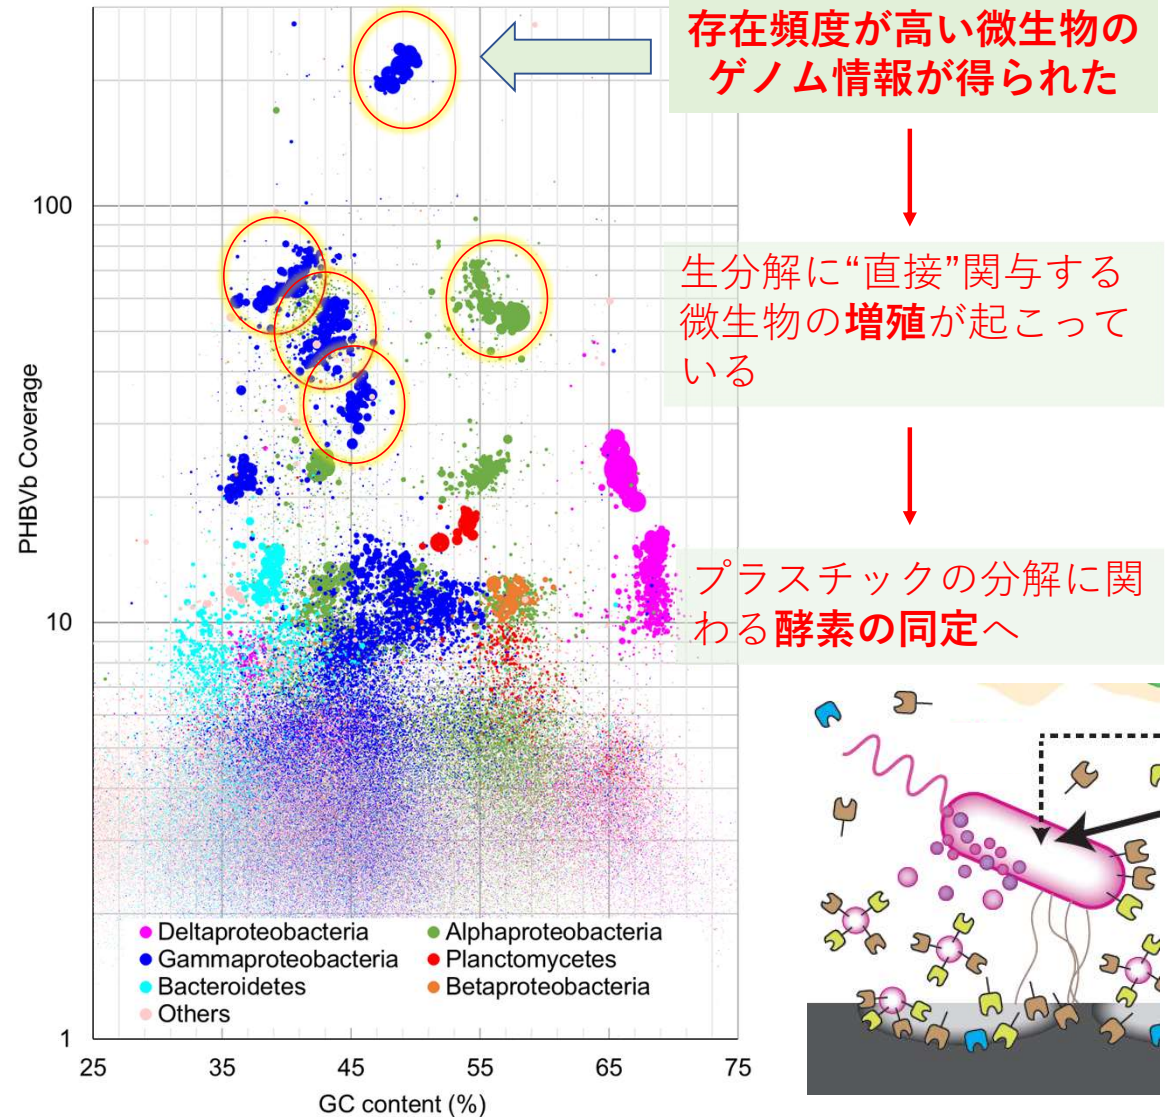 存在頻度が高い微生物の
ゲノム情報が得られた
生分解に“直接”関与する
微生物の増殖が起こって
いる
プラスチックの分解に関
わる酵素の同定へ
PHBVb Coverage
100
10
1
Deltaproteobacteria
Alphaproteobacteria
Gammaproteobacteria
Planctomycetes
Bacteroidetes
Betaproteobacteria
Others
25
35
45
55
65
75
GC content (%)